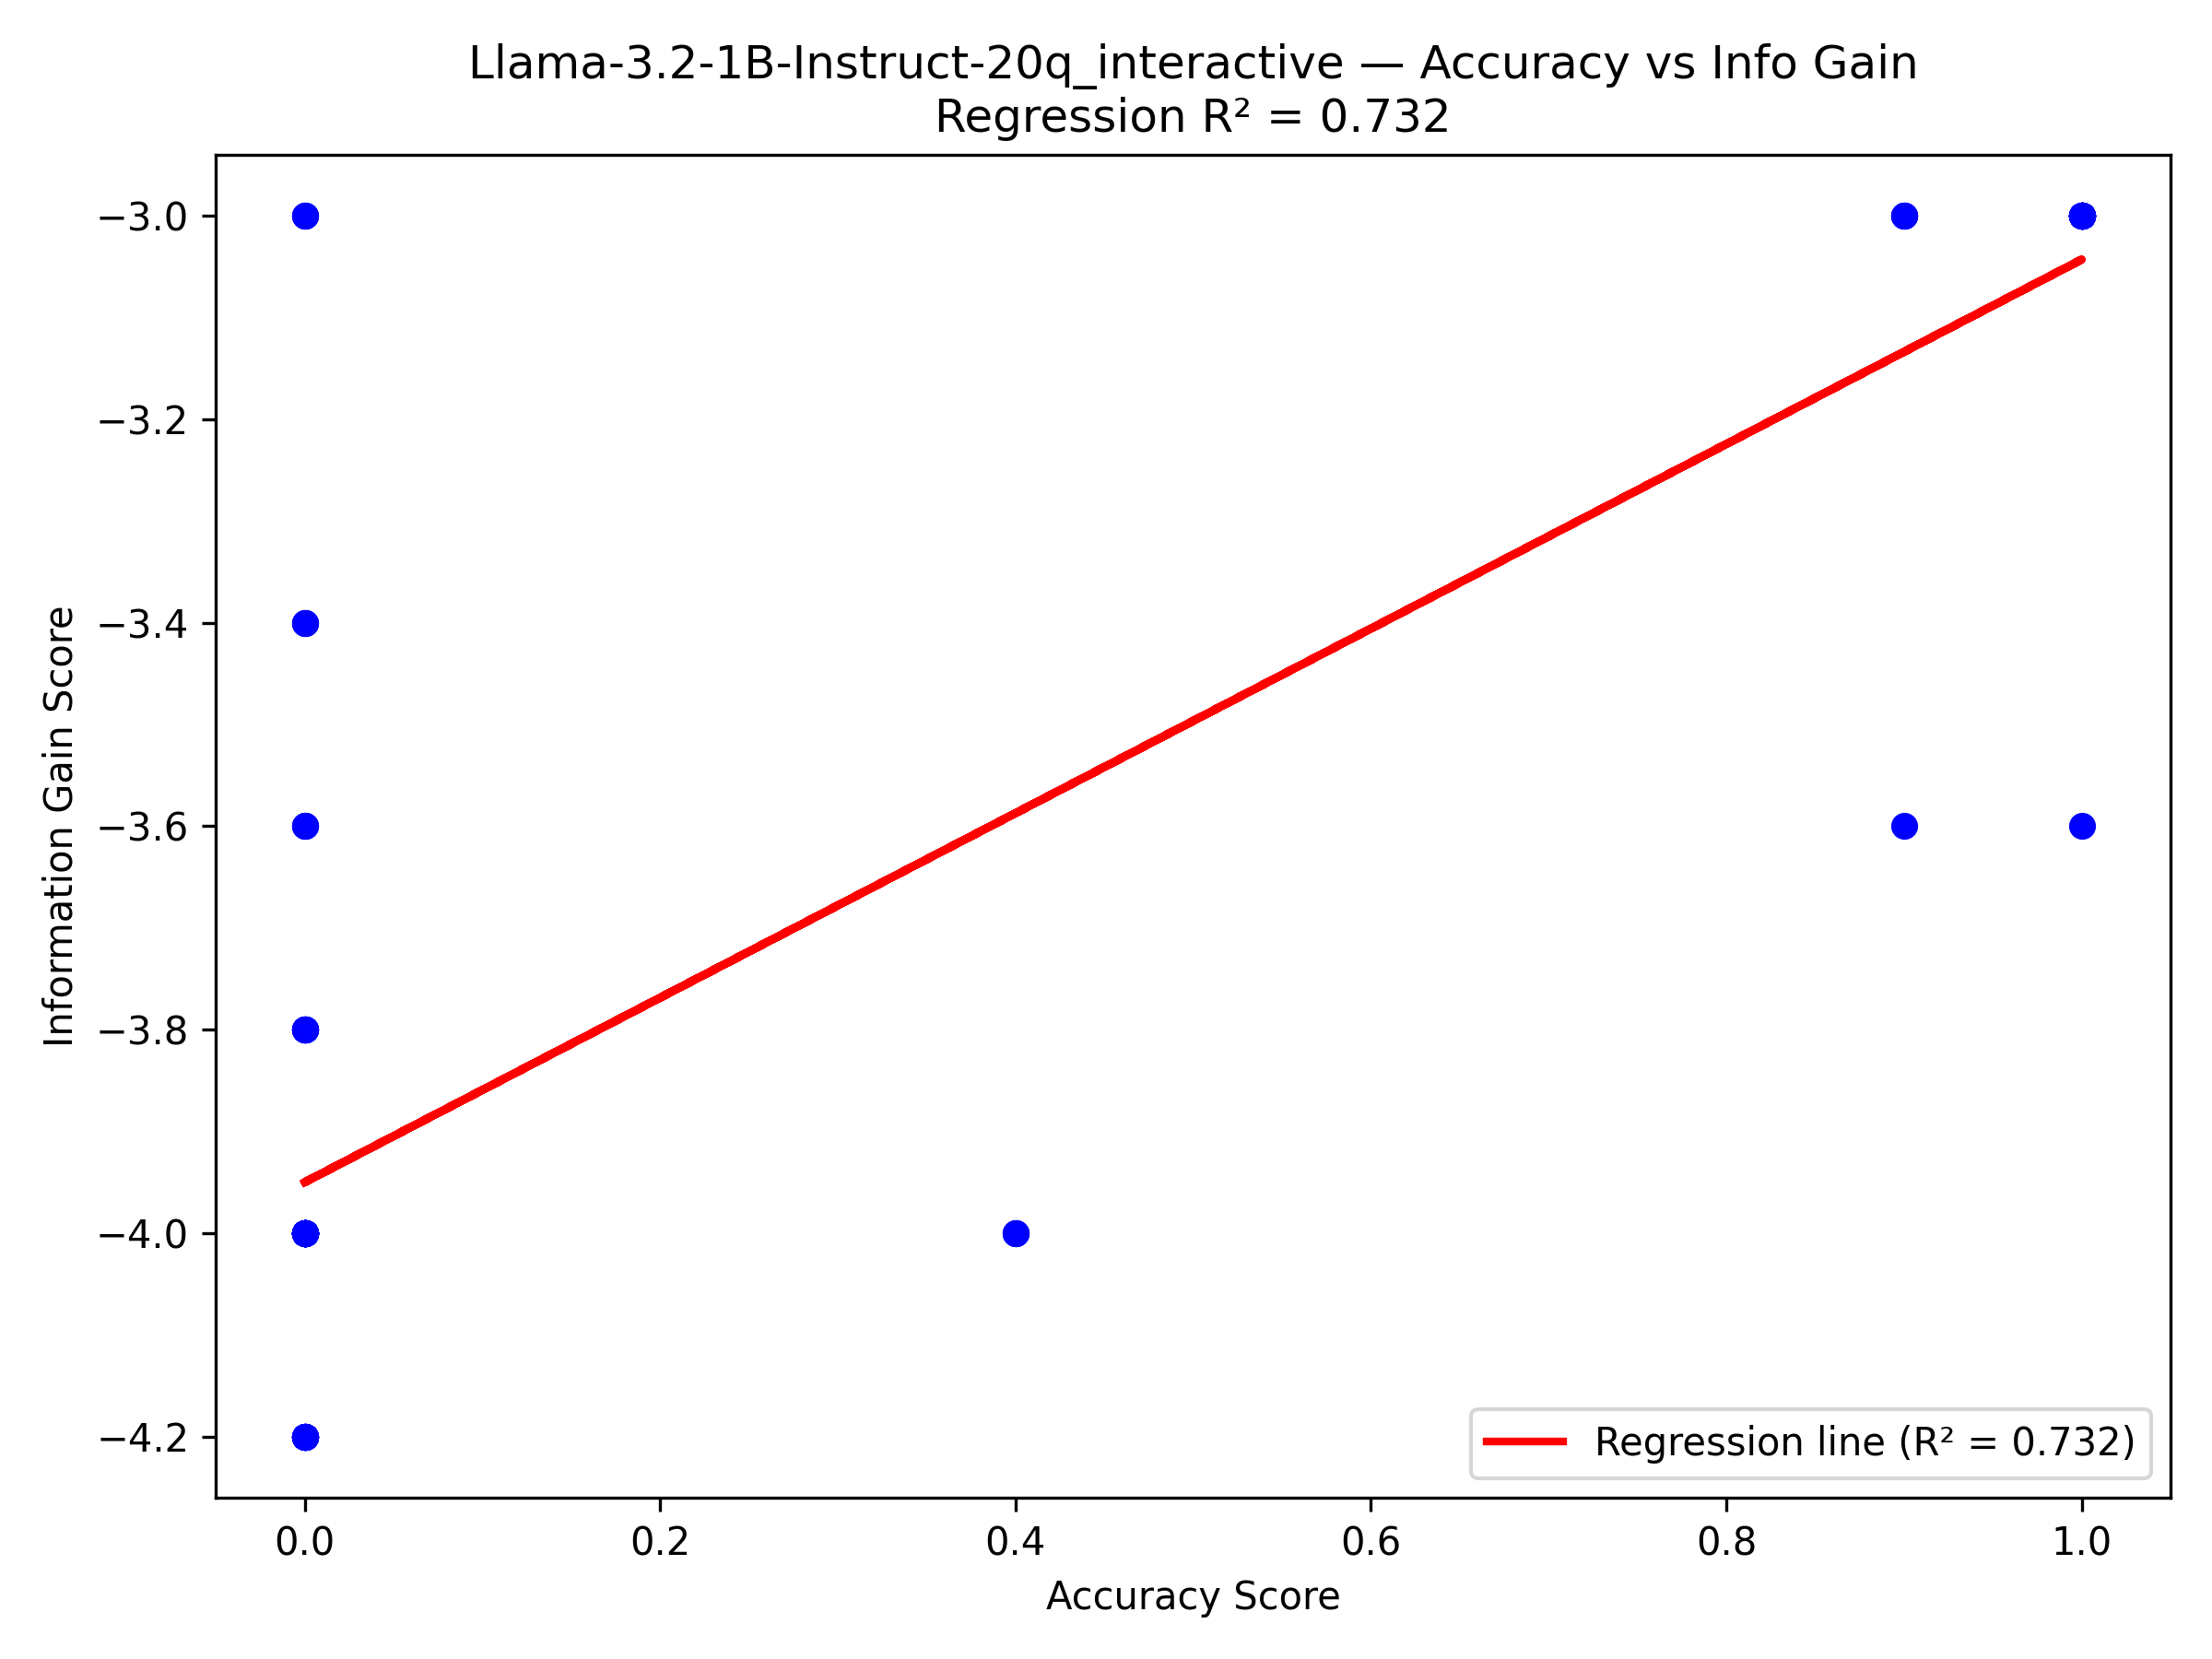 Llama-3.2-1B-Instruct-20q_interactive — Accuracy vs Info Gain
Regression R² = 0.732
Information Gain Score
−3.0
−3.2
−3.4
−3.6
−3.8
−4.0
−4.2
Regression line (R² = 0.732)
0.0 0.2 0.4 0.6 0.8 1.0
Accuracy Score